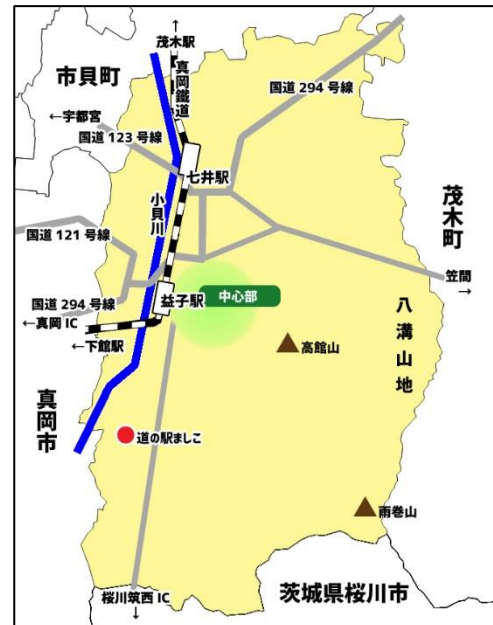 茂木駅
市貝町
真岡鐵道
国道 294 号線
←宇都宮
国道 123 号線
七井駅
茂木町
小貝川
国道 121 号線
笠間
→
益子駅
中心部
国道 294 号線
←真岡 IC
八溝山地
←下館駅
高館山
真岡市
道の駅ましこ
雨巻山
桜川筑西 IC
↓
茨城県桜川市